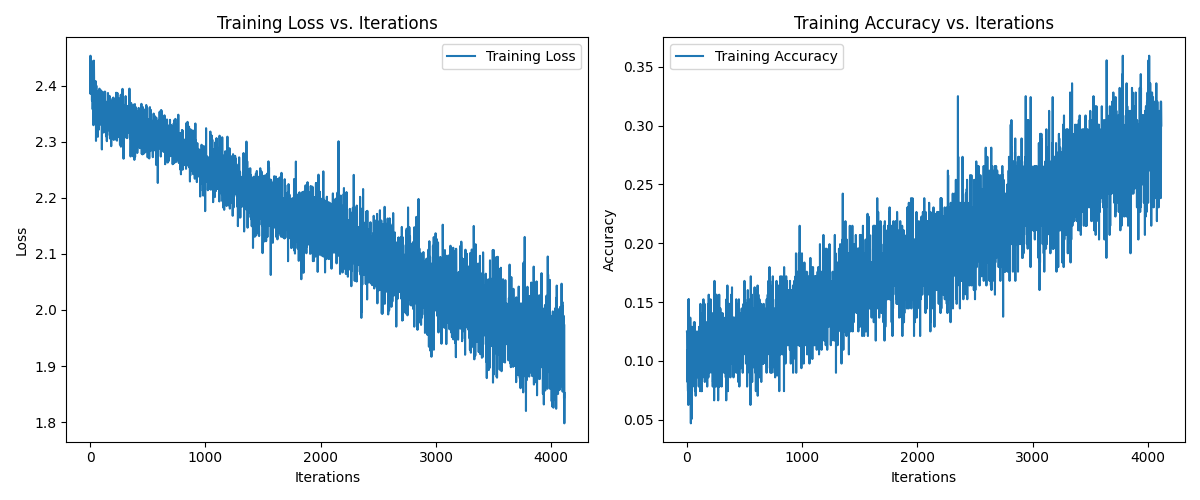 Training Loss vs. Iterations
Training Loss
2.4
2.3
2.2
2.1
2.0
1.9
1.8
Loss
0 1000 2000 3000 4000
Iterations
Training Accuracy vs. Iterations
Training Accuracy
0.35
0.30
0.25
0.20
0.15
0.10
0.05
Accuracy
0 1000 2000 3000 4000
Iterations